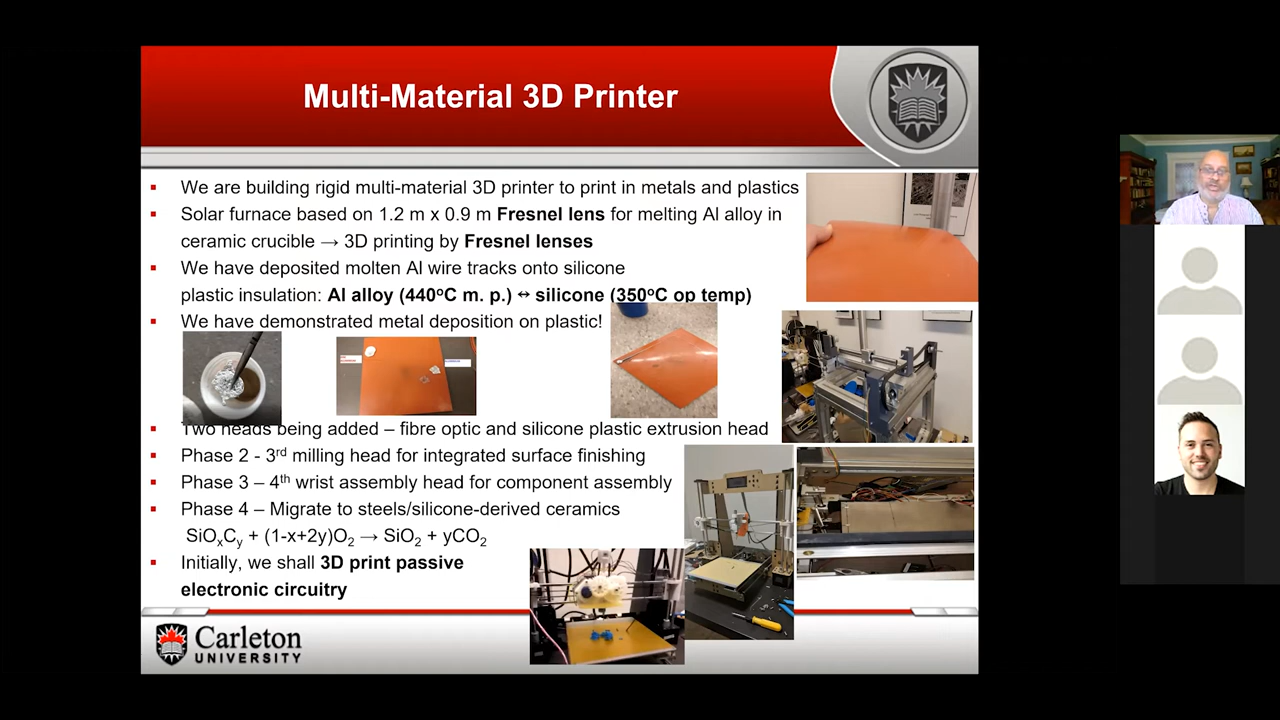 Multi-Material 3D Printer
▪ We are building rigid multi-material 3D printer to print in metals and plastics
▪ Solar furnace based on 1.2 m x 0.9 m Fresnel lens for melting Al alloy in
ceramic crucible → 3D printing by Fresnel lenses
▪ We have deposited molten Al wire tracks onto silicone
plastic insulation: Al alloy (440°C m. p.) ↔ silicone (350°C op temp)
▪ We have demonstrated metal deposition on plastic!
▪ Two heads being added – fibre optic and silicone plastic extrusion head
▪ Phase 2 - 3rd milling head for integrated surface finishing
▪ Phase 3 – 4th wrist assembly head for component assembly
▪ Phase 4 – Migrate to steels/silicone-derived ceramics
SiOxCy + (1-x+2y)O2 → SiO2 + yCO2
▪ Initially, we shall 3D print passive
electronic circuitry
Carleton
UNIVERSITY